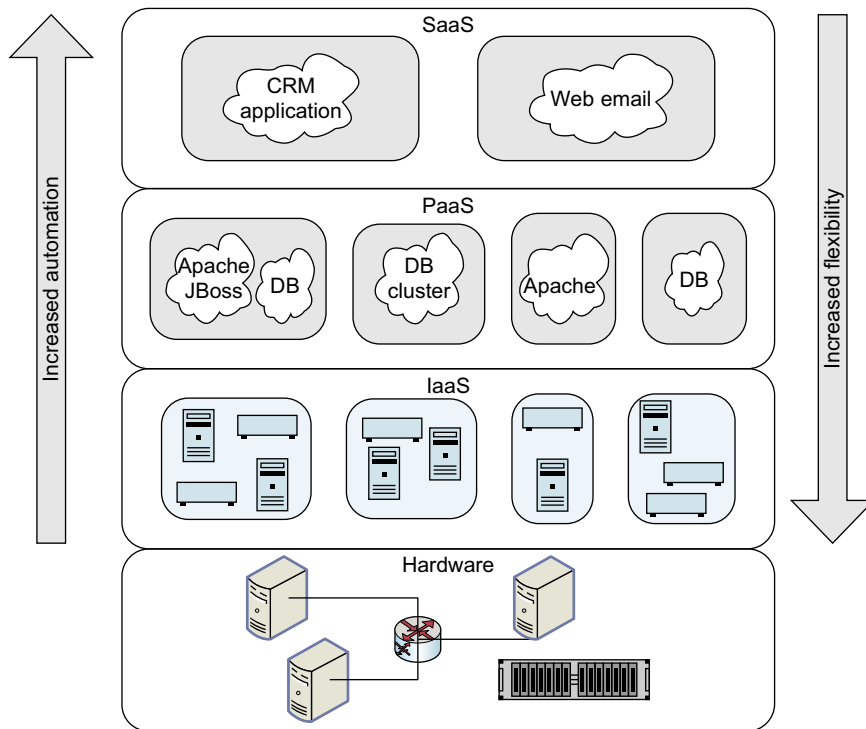 SaaS
CRM
application
Web email
PaaS
Apache
JBoss
DB
DB
cluster
Apache
DB
IaaS
Hardware
Increased automation
Increased flexibility